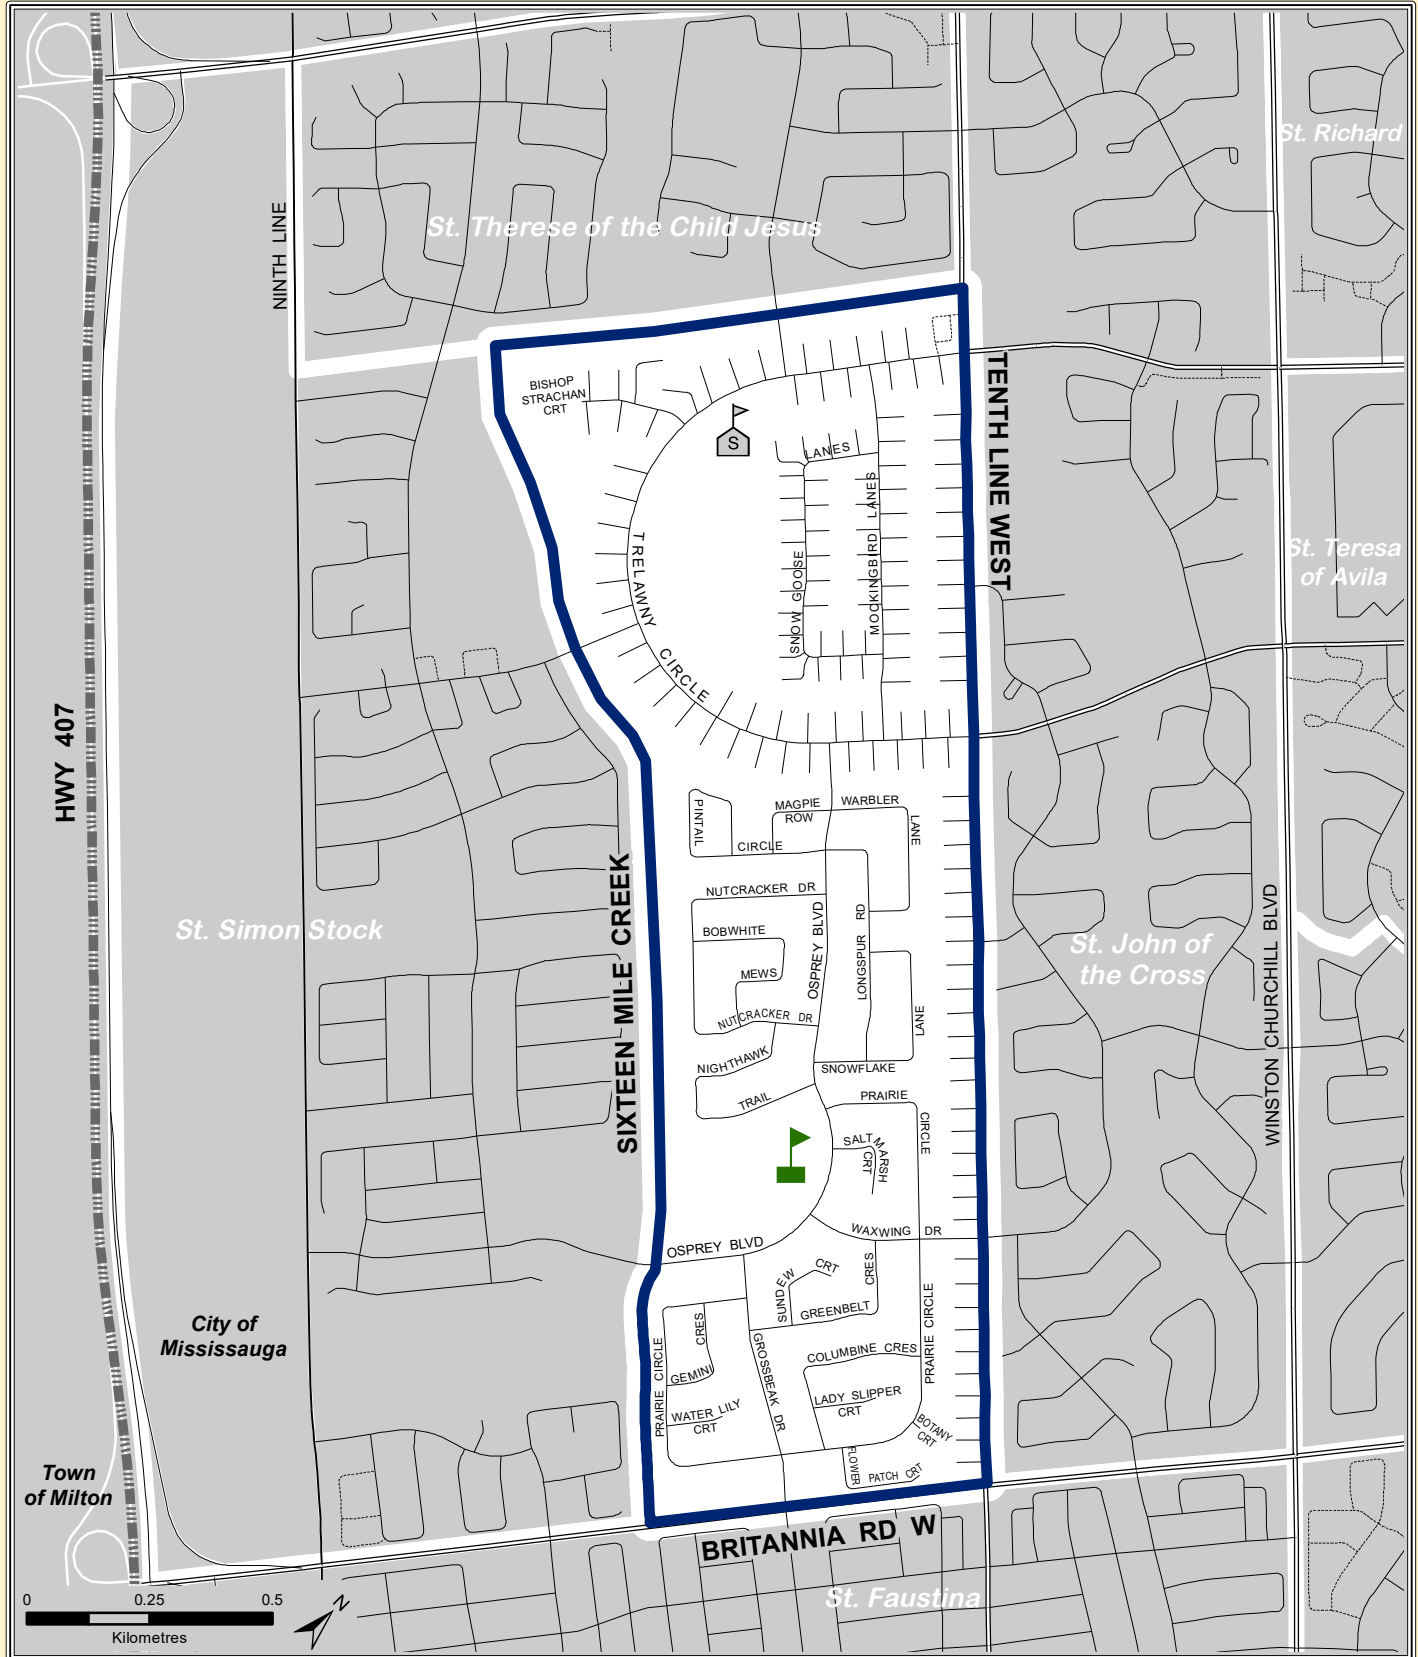 St. Richard
St. Therese of the Child Jesus
NINTH LINE
BISHOP
STRACHAN
CRT
TENTH LINE WEST
S
LANES
MOCKINGBIRD LANES
SNOW GOOSE
TRELAWNY CIRCLE
St. Teresa
of Avila
HWY 407
PINTAIL
MAGPIE
ROW
WARBLER
LANE
CIRCLE
NUTCRACKER DR
BOBWHITE
MEWS
OSPREY BLVD
LONGSPUR RD
NUTCRACKER DR
LANE
SIXTEEN MILE CREEK
St. Simon Stock
St. John of
the Cross
WINSTON CHURCHILL BLVD
NIGHTHAWK
TRAIL
SNOWFLAKE
PRAIRIE
CIRCLE
SALT MARSH
CRT
WAXWING DR
OSPREY BLVD
SUNDEW CRT
CRES
GREENBELT
CRES
GEMINI
PRAIRIE CIRCLE
GROSSBEAK DR
PRAIRIE CIRCLE
COLUMBINE CRES
LADY SLIPPER
CRT
WATER LILY
CRT
BOTANY
CRT
FLOWER
PATCH CRT
City of
Mississauga
Town
of Milton
BRITANNIA RD W
St. Faustina
0 0.25 0.5
Kilometres
N